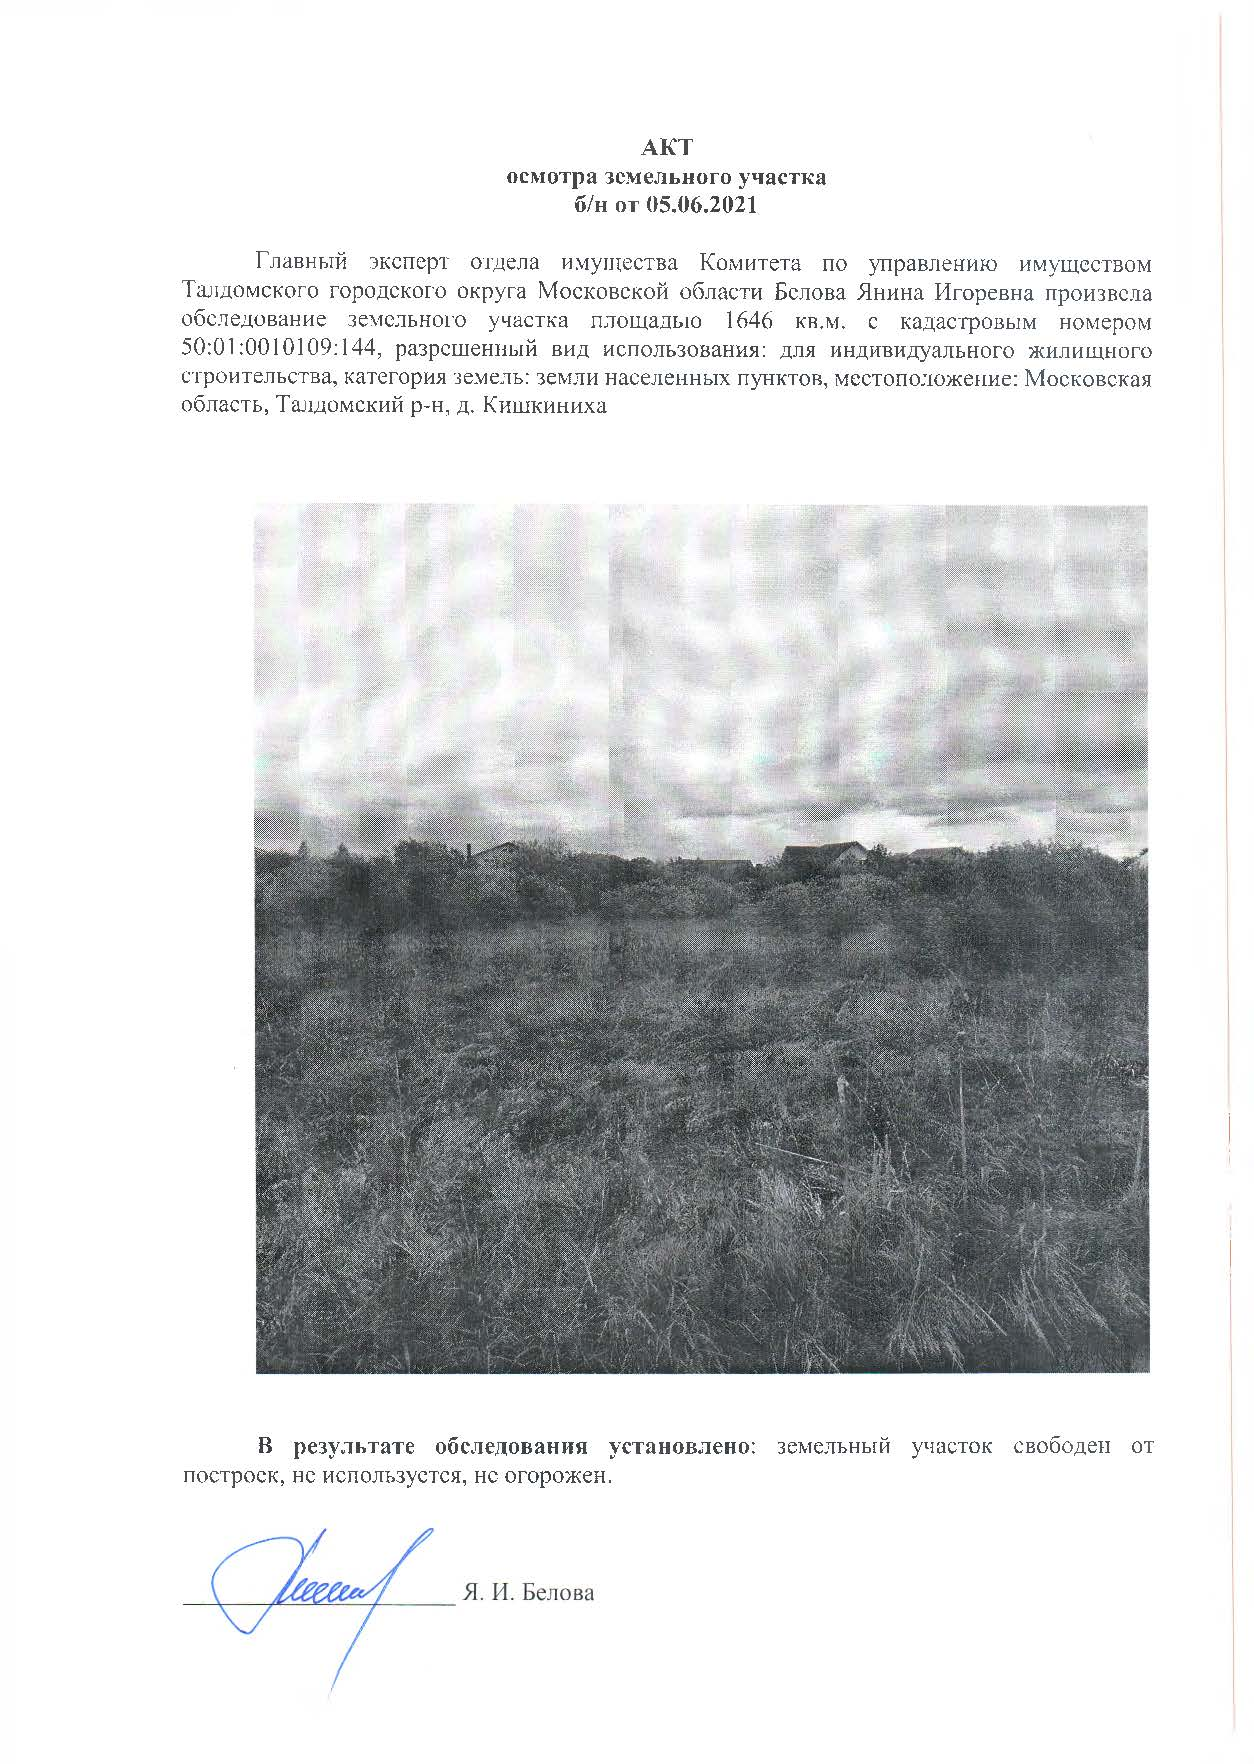 АКТ
осмотра земельного участка
б/н от 05.06.2021
Главный эксперт отдела имущества Комитета по управлению имуществом
Талдомского городского округа Московской области Белова Янина Игоревна произвела
обследование земельного участка площадью 1646 кв.м. с кадастровым номером
50:01:0010109:144, разрешенный вид использования: для индивидуального жилищного
строительства, категория земель: земли населенных пунктов, местоположение: Московская
область, Талдомский р-н, д. Кишкиниха
В результате обследования установлено: земельный участок свободен от
построек, не используется, не огорожен.
Я. И. Белова